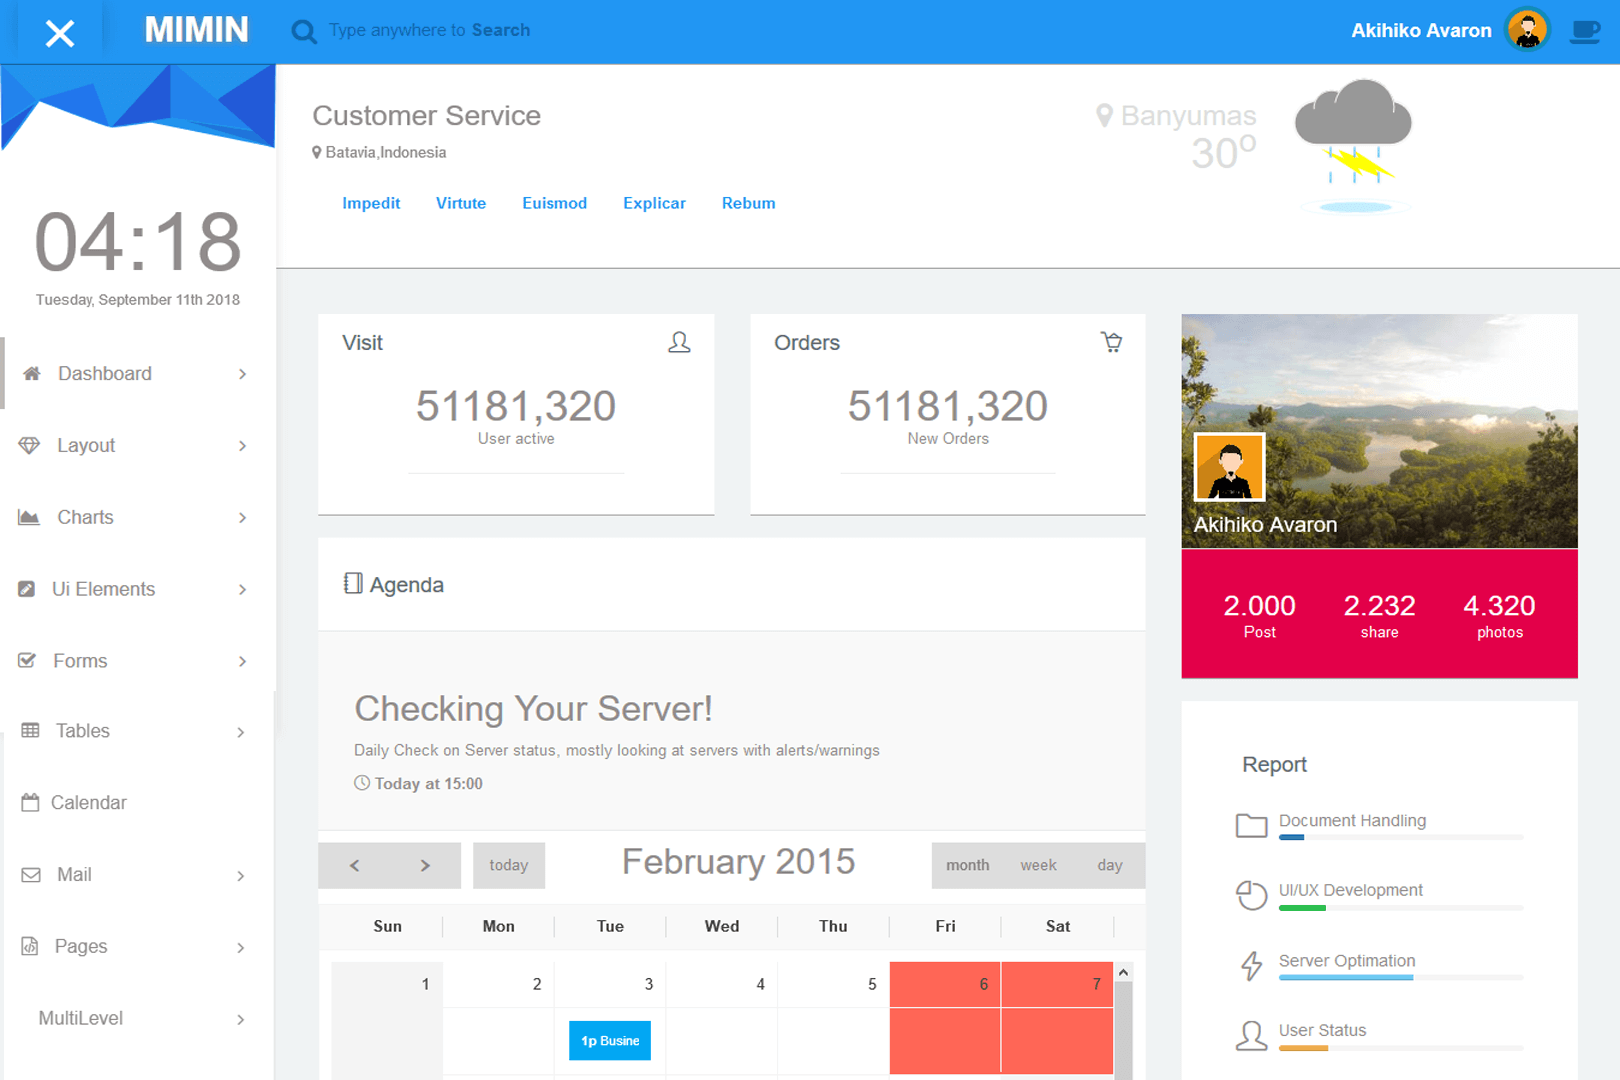 MIMIN
Type anywhere to Search
Akihiko Avaron
04:18
Tuesday, September 11th 2018
Dashboard
Layout
Charts
Ui Elements
Forms
Tables
Calendar
Mail
Pages
MultiLevel
Customer Service
Batavia,Indonesia
Impedit Virtute Euismod Explicar Rebum
Banyumas
30°
Visit
51181,320
User active
Orders
51181,320
New Orders
Agenda
Checking Your Server!
Daily Check on Server status, mostly looking at servers with alerts/warnings
Today at 15:00
today
February 2015
month week day
Sun Mon Tue Wed Thu Fri Sat
1 2 3 4 5 6 7
1p Busine
Akihiko Avaron
2.000 2.232 4.320
Post share photos
Report
Document Handling
UI/UX Development
Server Optimation
User Status